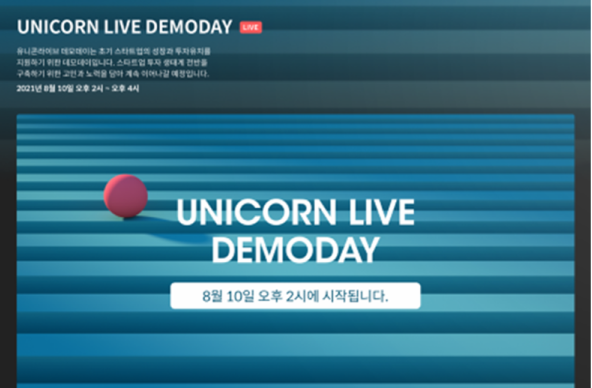 UNICORN LIVE DEMODAY LIVE
유니콘라이브 데모데이는 초기 스타트업의 성장과 투자유치를
지원하기 위한 데모데이입니다. 스타트업 투자 생태계 전반을
구축하기 위한 고민과 노력을 담아 계속 이어나갈 예정입니다.
2021년 8월 10일 오후 2시 ~ 오후 4시
UNICORN LIVE
DEMODAY
8월 10일 오후 2시에 시작됩니다.